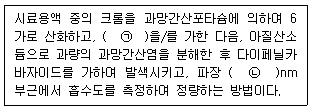 시료용액 중의 크롬을 과망간산포타슘에 의하여 6
가로 산화하고, ( ㉠ )을/를 가한 다음, 아질산소
듐으로 과량의 과망간산염을 분해한 후 다이페닐카
바자이드를 가하여 발색시키고, 파장 ( ㉡ )nm
부근에서 흡수도를 측정하여 정량하는 방법이다.